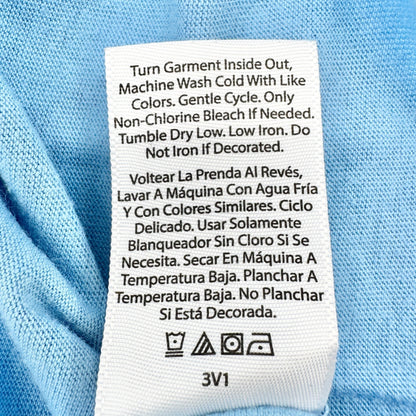 Turn Garment Inside Out,
Machine Wash Cold With Like
Colors. Gentle Cycle. Only
Non-Chlorine Bleach If Needed.
Tumble Dry Low. Low Iron. Do
Not Iron If Decorated.
Voltear La Prenda Al Revés,
Lavar A Máquina Con Agua Fría
Y Con Colores Similares. Ciclo
Delicado. Usar Solamente
Blanqueador Sin Cloro Si Se
Necesita. Secar En Máquina A
Temperatura Baja. Planchar A
Temperatura Baja. No Planchar
Si Está Decorada.
3V1